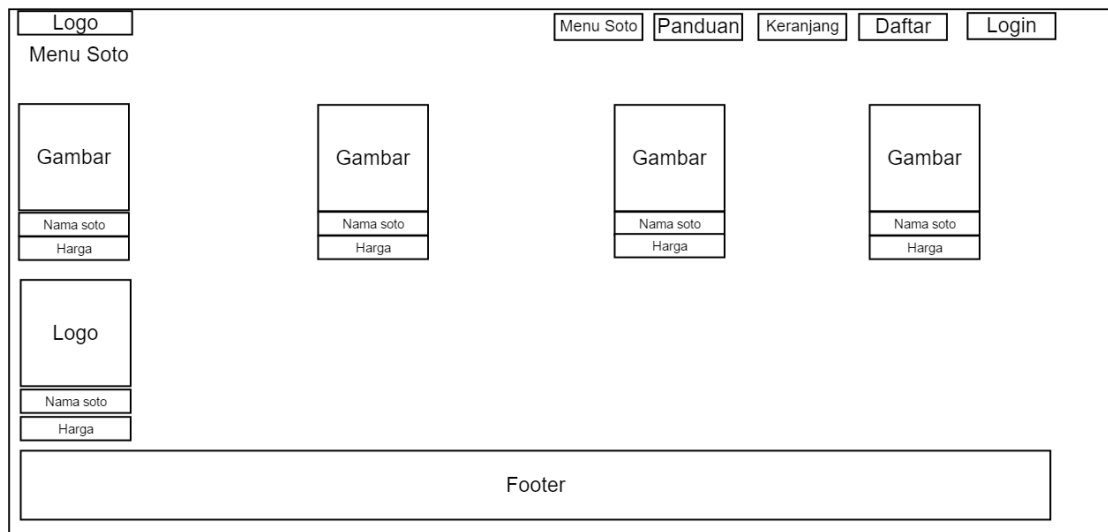 Logo
Menu Soto Panduan Keranjang Daftar Login
Menu Soto
Gambar Gambar Gambar Gambar
Nama soto Nama soto Nama soto Nama soto
Harga Harga Harga Harga
Logo
Nama soto
Harga
Footer